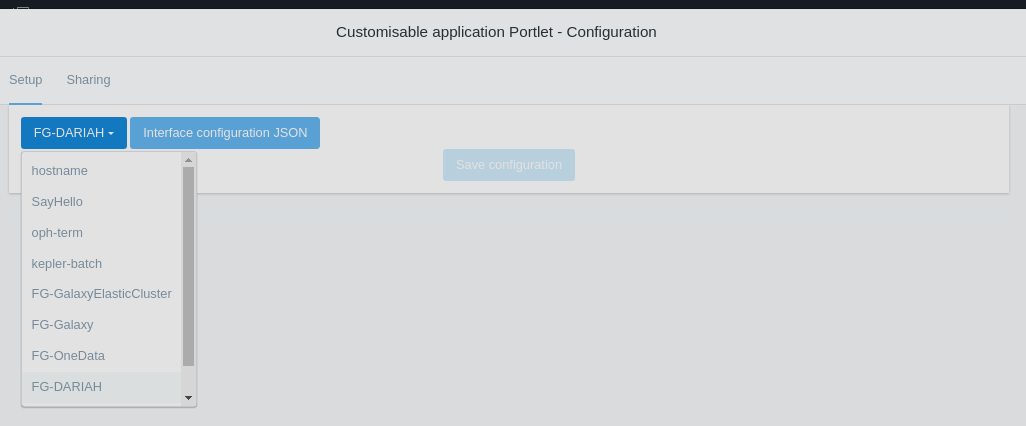 Customisable application Portlet - Configuration
Setup Sharing
FG-DARIAH Interface configuration JSON
Save configuration
hostname
SayHello
oph-term
kepler-batch
FG-GalaxyElasticCluster
FG-Galaxy
FG-OneData
FG-DARIAH